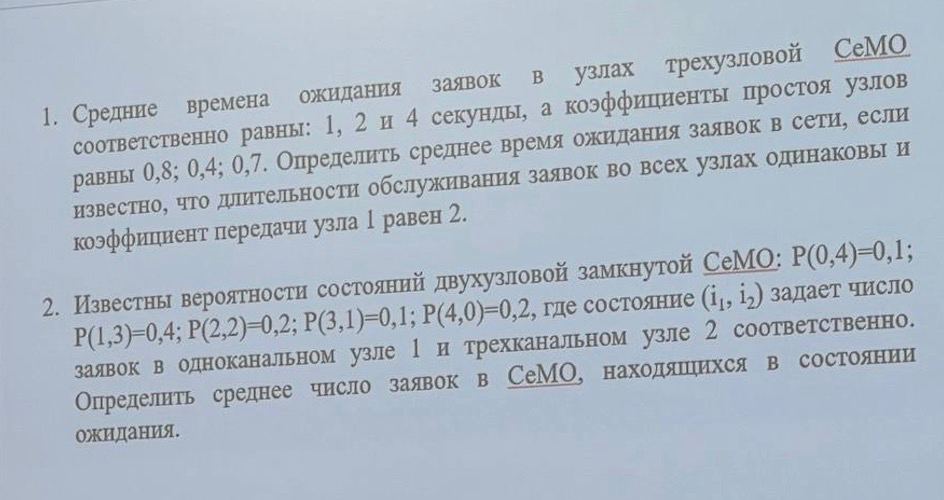 1. Средние времена ожидания заявок в узлах трехузловой СеМО
соответственно равны: 1, 2 и 4 секунды, а коэффициенты простоя узлов
равны 0,8; 0,4; 0,7. Определить среднее время ожидания заявок в сети, если
известно, что длительности обслуживания заявок во всех узлах одинаковы и
коэффициент передачи узла 1 равен 2.
2. Известны вероятности состояний двухузловой замкнутой СеМО: P(0,4)=0,1;
P(1,3)=0,4; P(2,2)=0,2; P(3,1)=0,1; P(4,0)=0,2, где состояние (i₁, i₂) задает число
заявок в одноканальном узле 1 и трехканальном узле 2 соответственно.
Определить среднее число заявок в СеМО, находящихся в состоянии
ожидания.